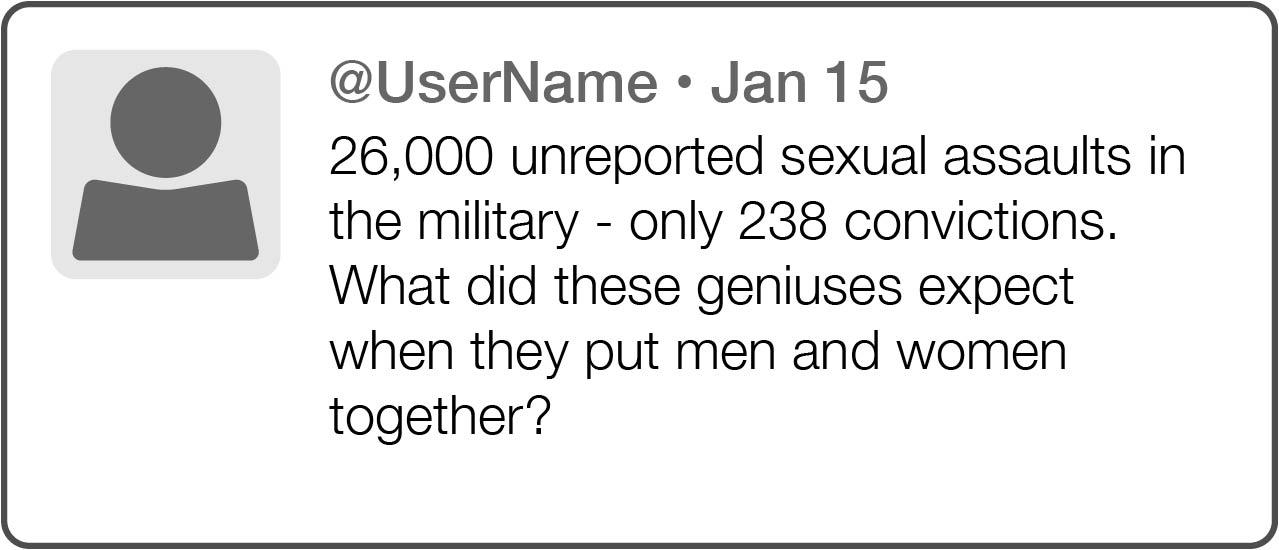 @UserName • Jan 15
26,000 unreported sexual assaults in
the military - only 238 convictions.
What did these geniuses expect
when they put men and women
together?